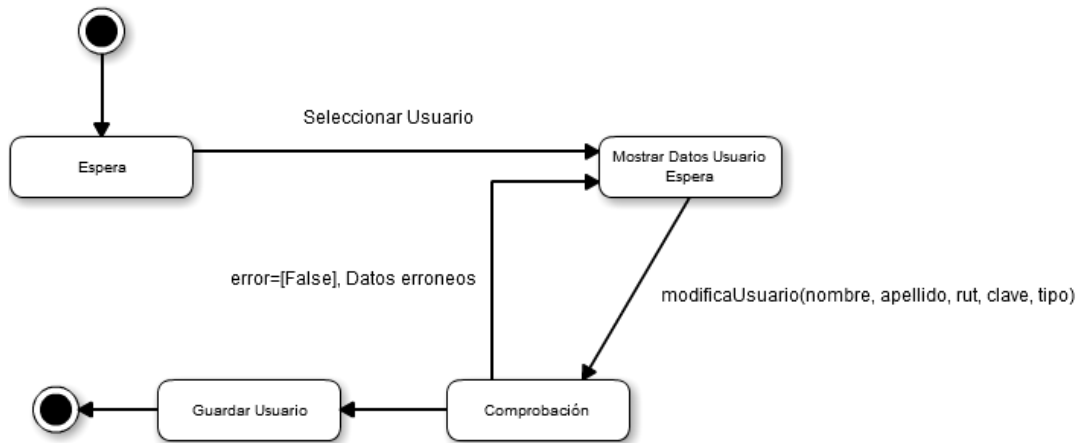 Seleccionar Usuario
Espera
Mostrar Datos Usuario
Espera
error=[False], Datos erroneos
modificaUsuario(nombre, apellido, rut, clave, tipo)
Guardar Usuario
Comprobación